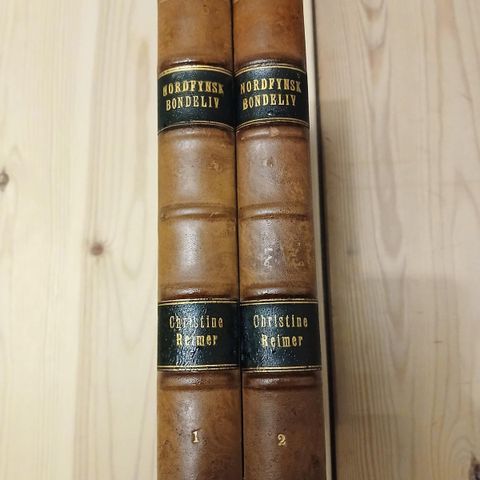 NORDFYNSK
BONDELIV
Christine
Reimer
1
NORDFYNSK
BONDELIV
Christine
Reimer
2